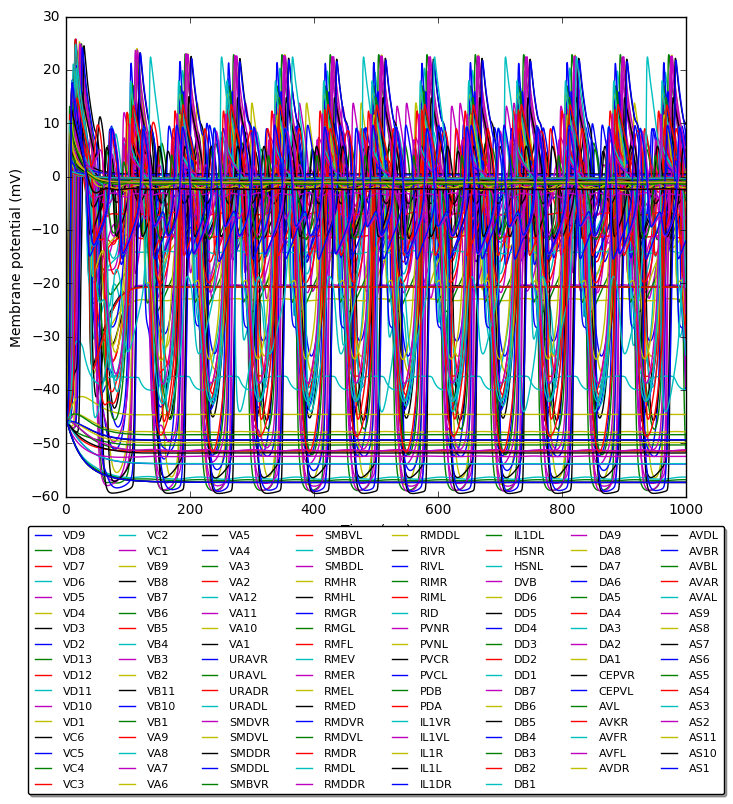 30
20
10
0
−10
−20
−30
−40
−50
−60
Membrane potential (mV)
0 200 400 600 800 1000
VD9 VC2 VA5 SMBVL RMDDL IL1DL DA9 AVDL
VD8 VC1 VA4 SMBDR RIVR HSNR DA8 AVBR
VD7 VB9 VA3 SMBDL RIVL HSNL DA7 AVBL
VD6 VB8 VA2 RMHR RIMR DVB DA6 AVAR
VD5 VB7 VA12 RMHL RIML DD6 DA5 AVAL
VD4 VB6 VA11 RMGR RID DD5 DA4 AS9
VD3 VB5 VA10 RMGL PVNR DD4 DA3 AS8
VD2 VB4 VA1 RMFL PVNL DD3 DA2 AS7
VD13 VB3 URAVR RMEV PVCR DD2 DA1 AS6
VD12 VB2 URAVL RMER PVCL DD1 CEPVR AS5
VD11 VB11 URADR RMEL PDB DB7 CEPVL AS4
VD10 VB10 URADL RMED PDA DB6 AVL AS3
VD1 VB1 SMDVR RMDVR IL1VR DB5 AVKR AS2
VC6 VA9 SMDVL RMDVL IL1VL DB4 AVFR AS11
VC5 VA8 SMDDR RMDR IL1R DB3 AVFL AS10
VC4 VA7 SMDDL RMDL IL1L DB2 AVDR AS1
VC3 VA6 SMBVR RMDDR IL1DR DB1